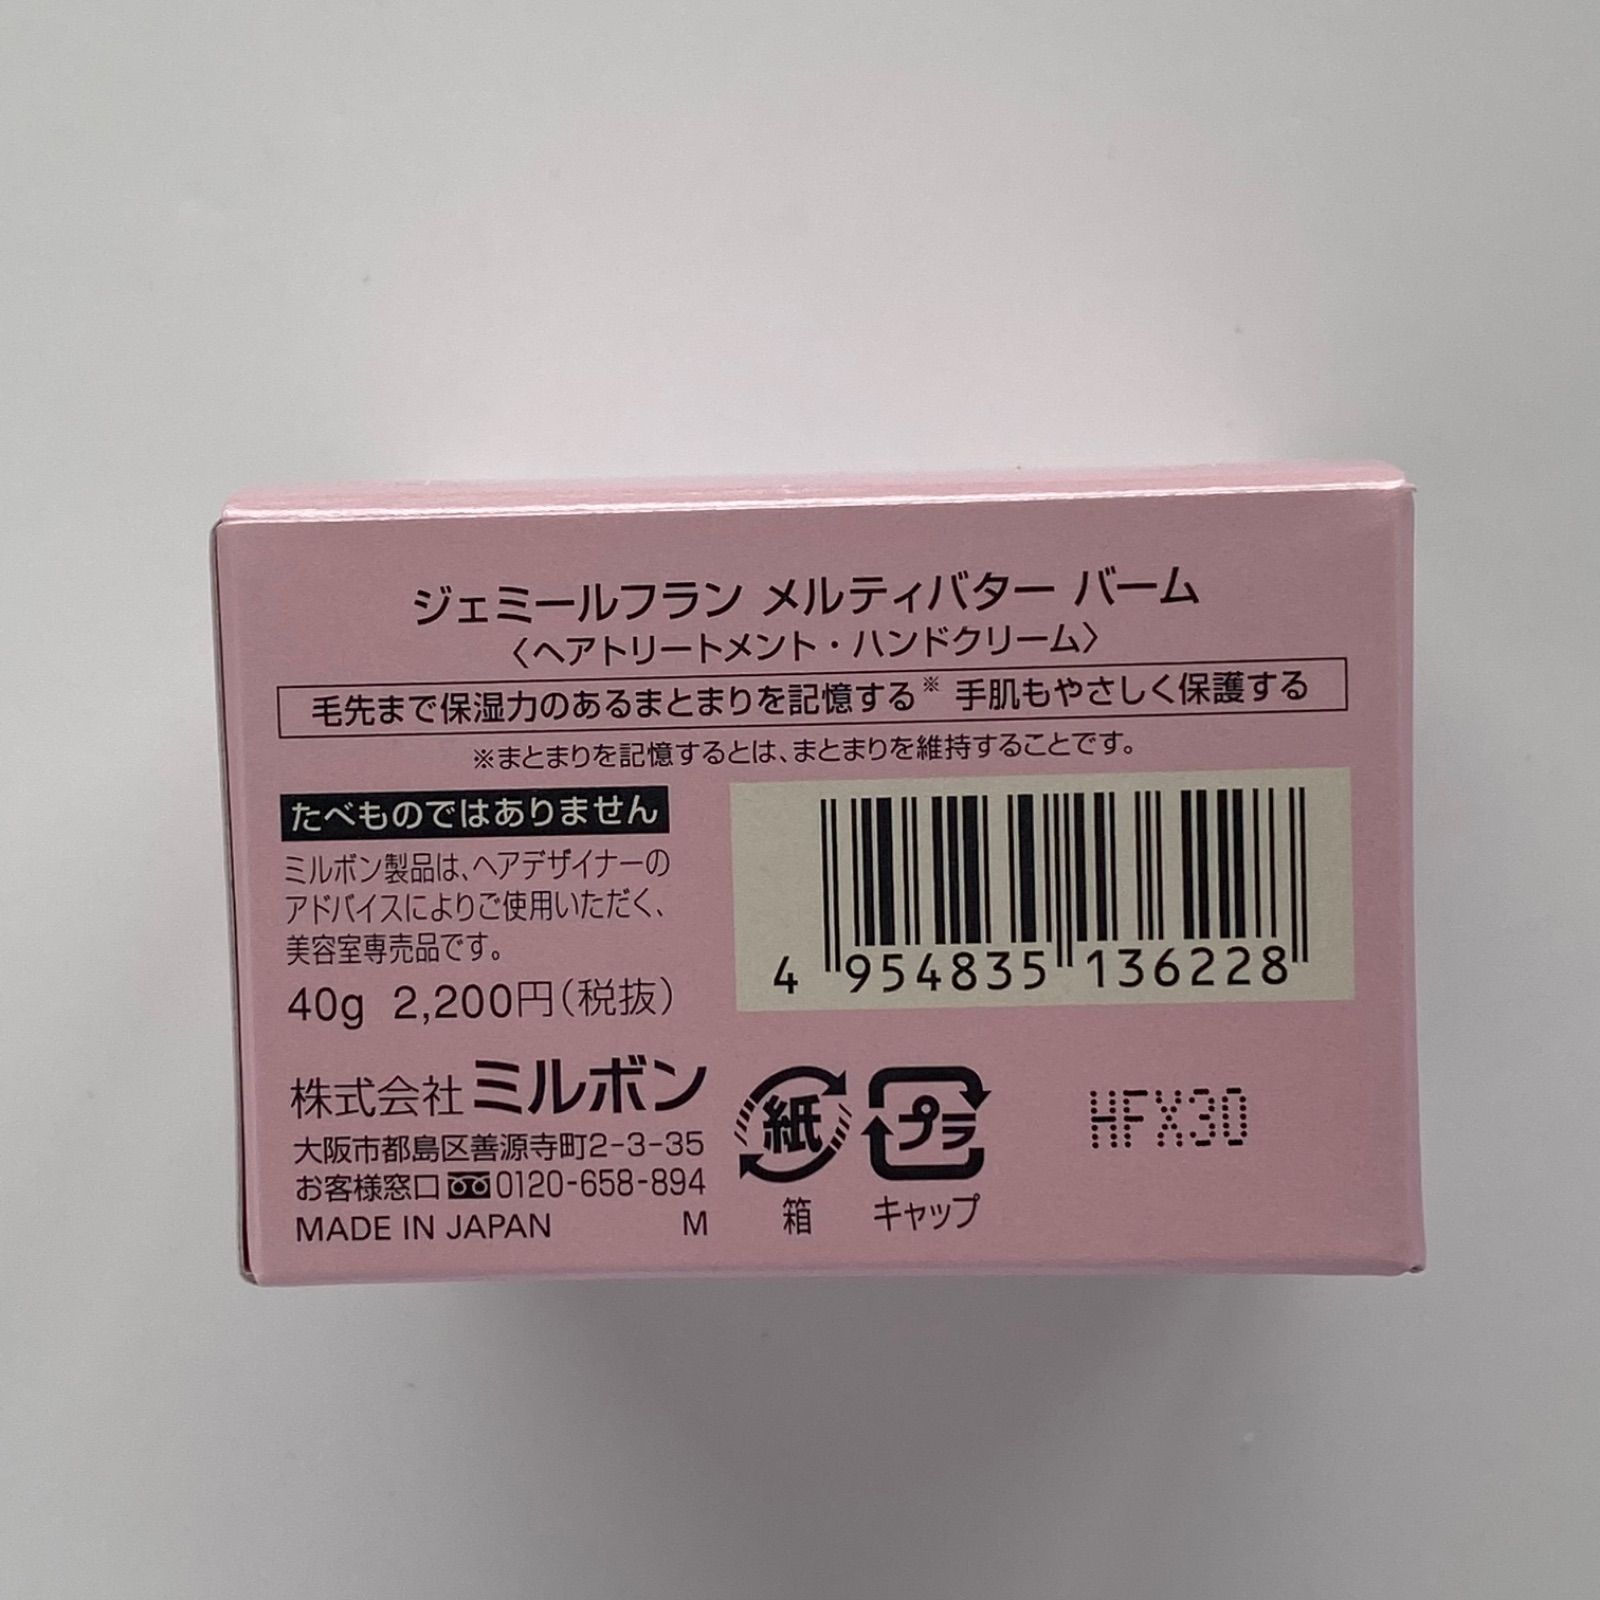 ジェミールフラン メルティバター バーム
〈ヘアトリートメント・ハンドクリーム〉
毛先まで保湿力のあるまとまりを記憶する※ 手肌もやさしく保護する
※まとまりを記憶するとは、まとまりを維持することです。
たべものではありません
ミルボン製品は、ヘアデザイナーの
アドバイスによりご使用いただく、
美容室専売品です。
40g 2,200円(税抜)
4 954835 136228
株式会社ミルボン
大阪市都島区善源寺町2-3-35
お客様窓口 0120-658-894
MADE IN JAPAN M
紙
箱
プラ
キャップ
HFX30